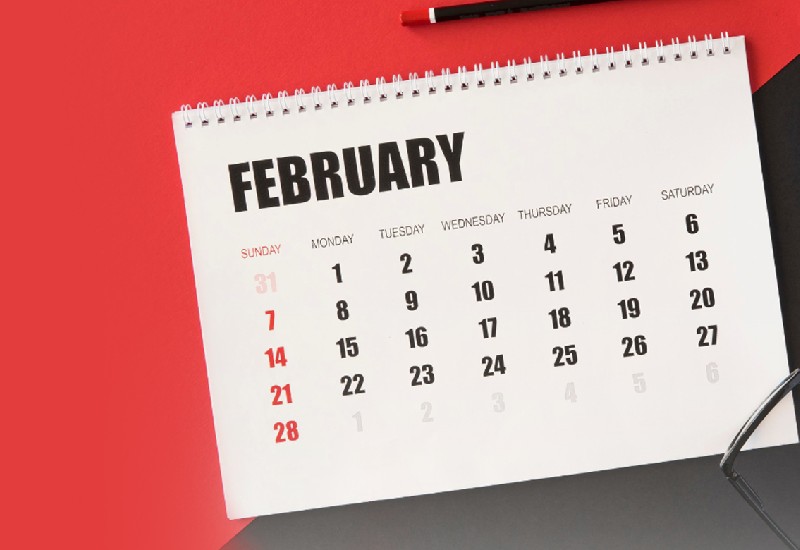 FEBRUARY
SUNDAY MONDAY TUESDAY WEDNESDAY THURSDAY FRIDAY SATURDAY
31 1 2 3 4 5 6
7 8 9 10 11 12 13
14 15 16 17 18 19 20
21 22 23 24 25 26 27
28 1 2 3 4 5 6